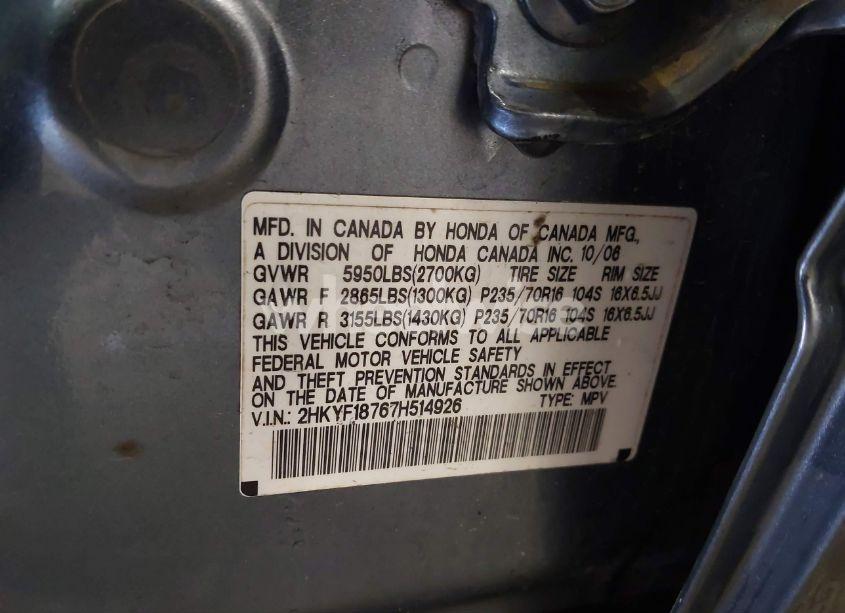 MFD. IN CANADA BY HONDA OF CANADA MFG.,
A DIVISION OF HONDA CANADA INC. 10/06
GVWR 5950LBS(2700KG) TIRE SIZE RIM SIZE
GAWR F 2865LBS(1300KG) P235/70R16 104S 16X6.5JJ
GAWR R 3155LBS(1430KG) P235/70R16 104S 16X6.5JJ
THIS VEHICLE CONFORMS TO ALL APPLICABLE
FEDERAL MOTOR VEHICLE SAFETY
AND THEFT PREVENTION STANDARDS IN EFFECT
ON THE DATE OF MANUFACTURE SHOWN ABOVE.
V.I.N.: 2HKYF18767H514926 TYPE: MPV